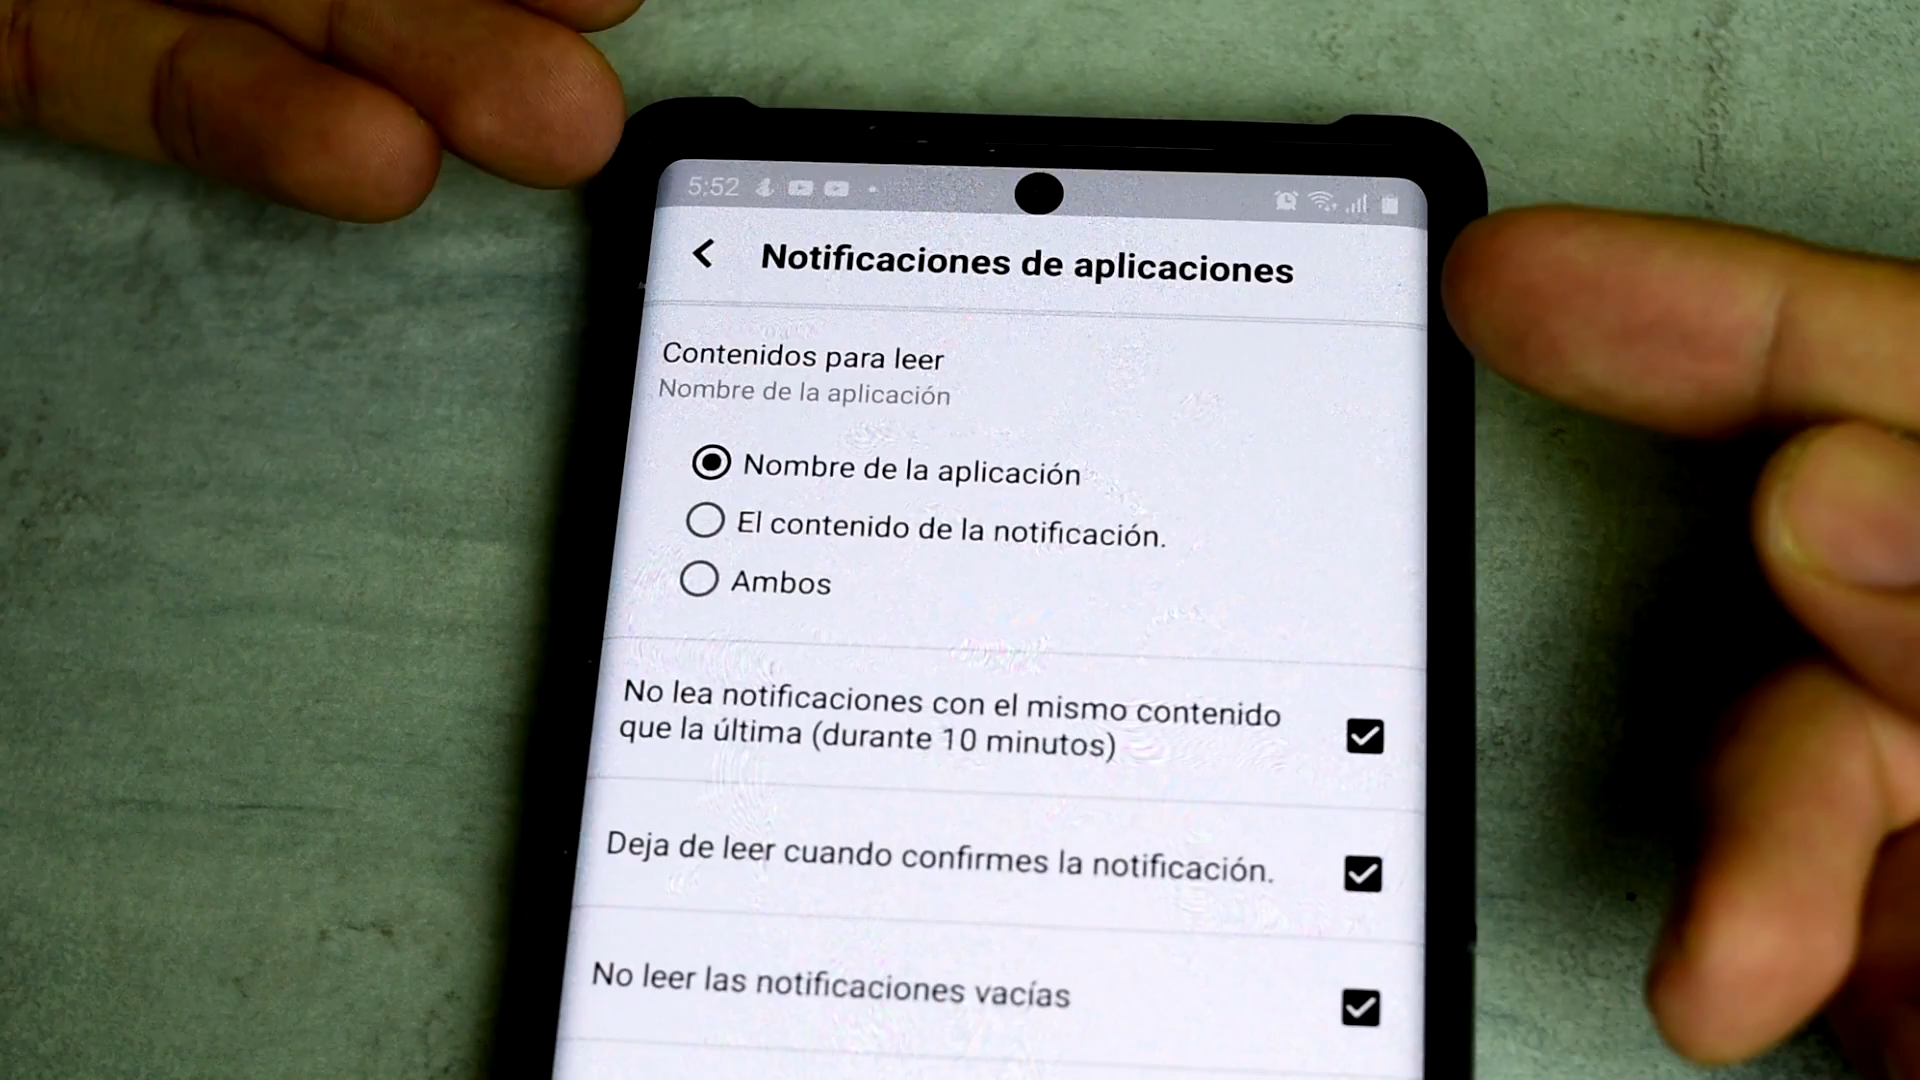 5:52
Notificaciones de aplicaciones
Contenidos para leer
Nombre de la aplicación
Nombre de la aplicación
El contenido de la notificación.
Ambos
No lea notificaciones con el mismo contenido
que la última (durante 10 minutos)
Deja de leer cuando confirmes la notificación.
No leer las notificaciones vacías